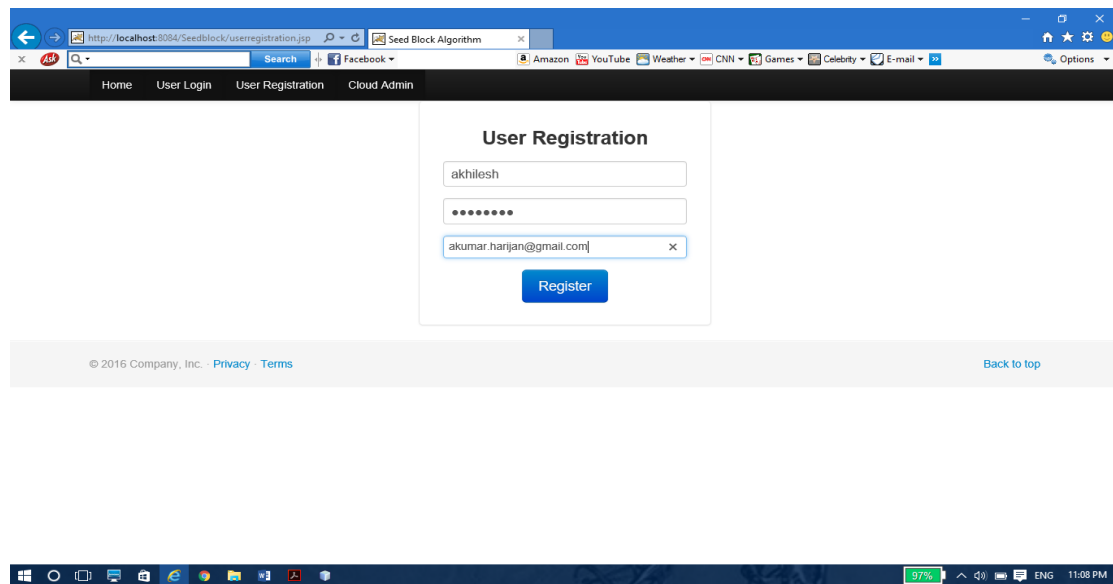 http://localhost:8084/Seedblock/userregistration.jsp
Seed Block Algorithm
Ask Search Facebook Amazon YouTube Weather CNN Games Celebrity E-mail Options
Home User Login User Registration Cloud Admin
User Registration
akhilesh
akumar.harijan@gmail.com
Register
© 2016 Company, Inc. · Privacy · Terms
Back to top
97% ENG 11:08 PM